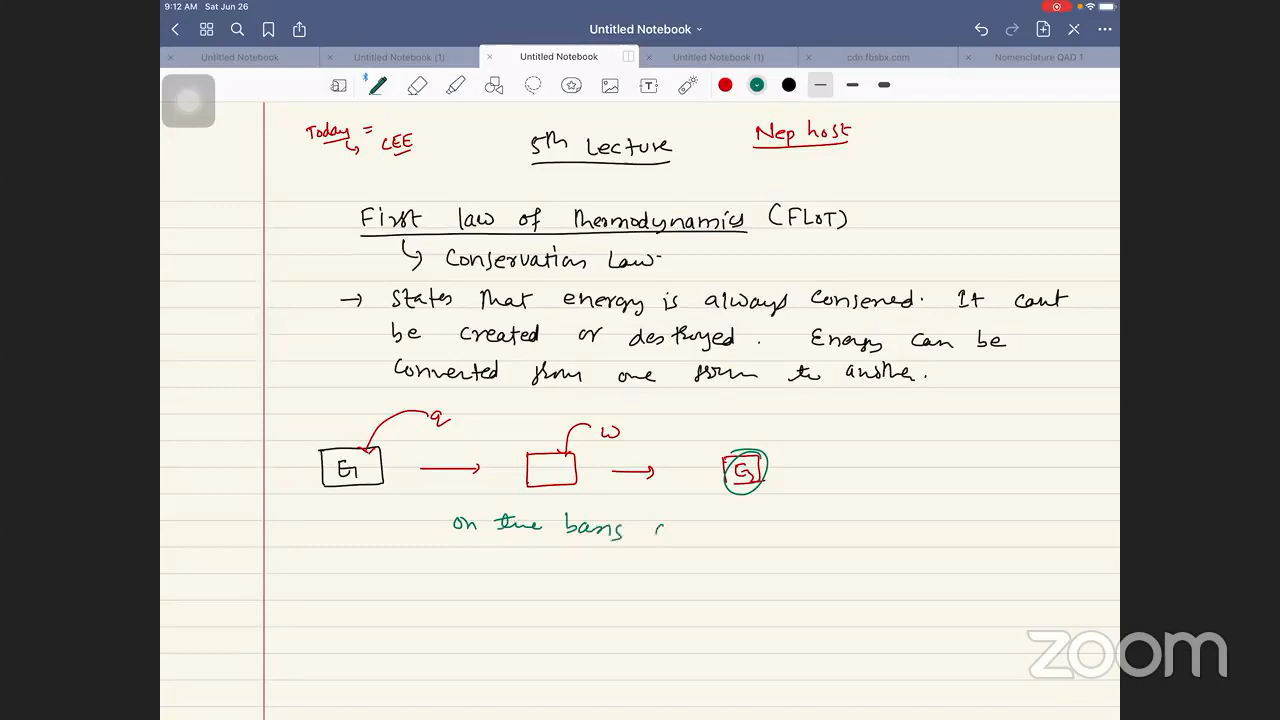 9:12 AM Sat Jun 26
Untitled Notebook
Untitled Notebook Untitled Notebook (1) Untitled Notebook Untitled Notebook (1) cdn.fbsbx.com Nomenclature QAD 1
Today = 5th Lecture Nep host
CEE
First law of Thermodynamics (FLOT)
Conservation Law
→ States that energy is always conserved. It cant
be created or destroyed. Energy can be
converted from one form to another.
q
w
E1 E2
on the basis
zoom